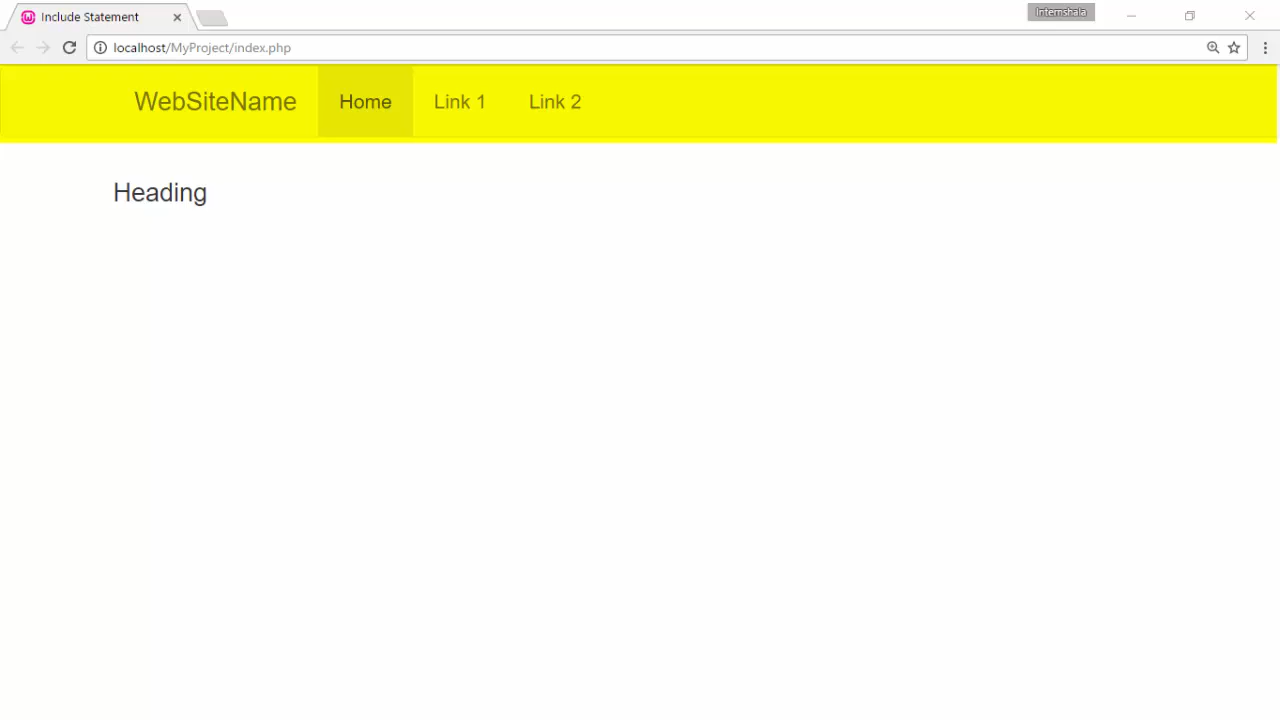 Include Statement
Internshala
localhost/MyProject/index.php
WebSiteName Home Link 1 Link 2
Heading